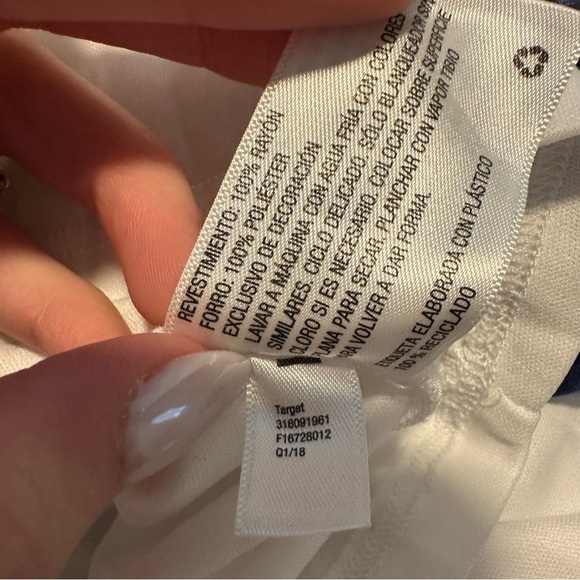 REVESTIMIENTO: 100% RAYÓN
FORRO: 100% POLIÉSTER
EXCLUSIVO DE DECORACIÓN
LAVAR A MÁQUINA CON AGUA FRÍA CON COLORES
SIMILARES. CICLO DELICADO. SÓLO BLANQUEADOR SIN
CLORO SI ES NECESARIO. COLOCAR SOBRE SUPERFICIE
PLANA PARA SECAR. PLANCHAR CON VAPOR TIBIO
PARA VOLVER A DAR FORMA.
ETIQUETA ELABORADA CON PLÁSTICO
100% RECICLADO
Target
316091961
F16728012
Q1/18